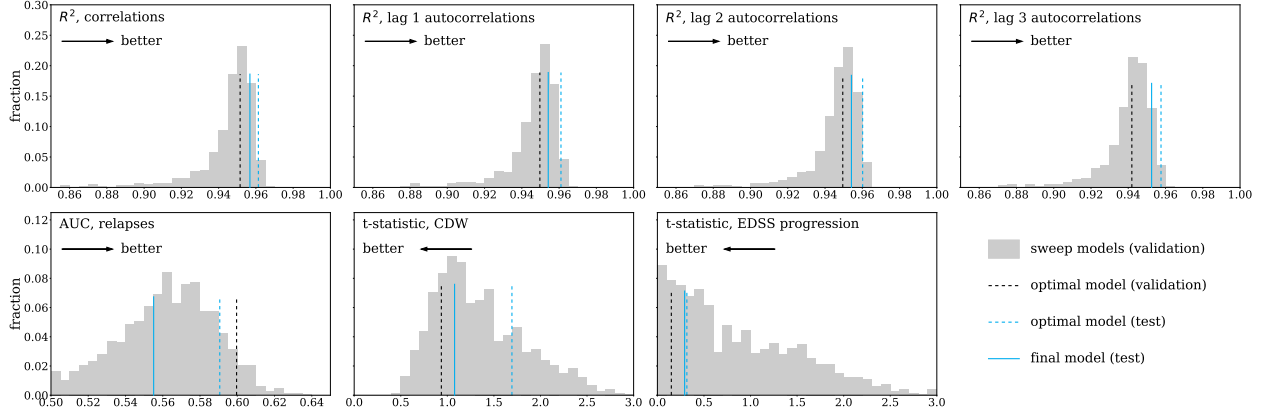 R², correlations
better
fraction
0.30
0.25
0.20
0.15
0.10
0.05
0.00
0.86 0.88 0.90 0.92 0.94 0.96 0.98 1.00
R², lag 1 autocorrelations
better
0.86 0.88 0.90 0.92 0.94 0.96 0.98 1.00
R², lag 2 autocorrelations
better
0.86 0.88 0.90 0.92 0.94 0.96 0.98 1.00
R², lag 3 autocorrelations
better
0.86 0.88 0.90 0.92 0.94 0.96 0.98 1.00
AUC, relapses
better
fraction
0.12
0.10
0.08
0.06
0.04
0.02
0.00
0.50 0.52 0.54 0.56 0.58 0.60 0.62 0.64
t-statistic, CDW
better
0.0 0.5 1.0 1.5 2.0 2.5 3.0
t-statistic, EDSS progression
better
0.0 0.5 1.0 1.5 2.0 2.5 3.0
sweep models (validation)
optimal model (validation)
optimal model (test)
final model (test)